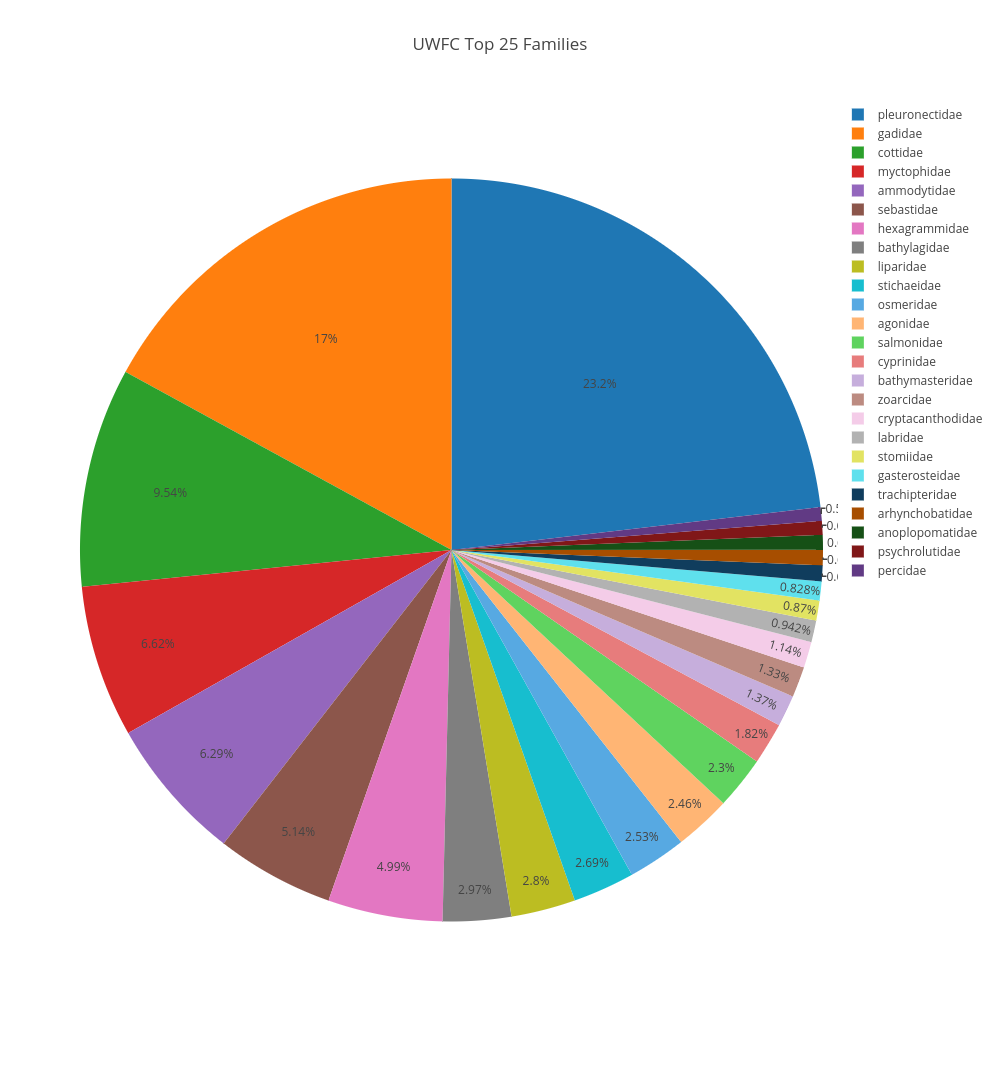 UWFC Top 25 Families
pleuronectidae
gadidae
cottidae
myctophidae
ammodytidae
sebastidae
hexagrammidae
bathylagidae
liparidae
stichaeidae
osmeridae
agonidae
salmonidae
cyprinidae
bathymasteridae
zoarcidae
cryptacanthodidae
labridae
stomiidae
gasterosteidae
trachipteridae
arhynchobatidae
anoplopomatidae
psychrolutidae
percidae
23.2%
17%
9.54%
6.62%
6.29%
5.14%
4.99%
2.97%
2.8%
2.69%
2.53%
2.46%
2.3%
1.82%
1.37%
1.33%
1.14%
0.942%
0.87%
0.828%